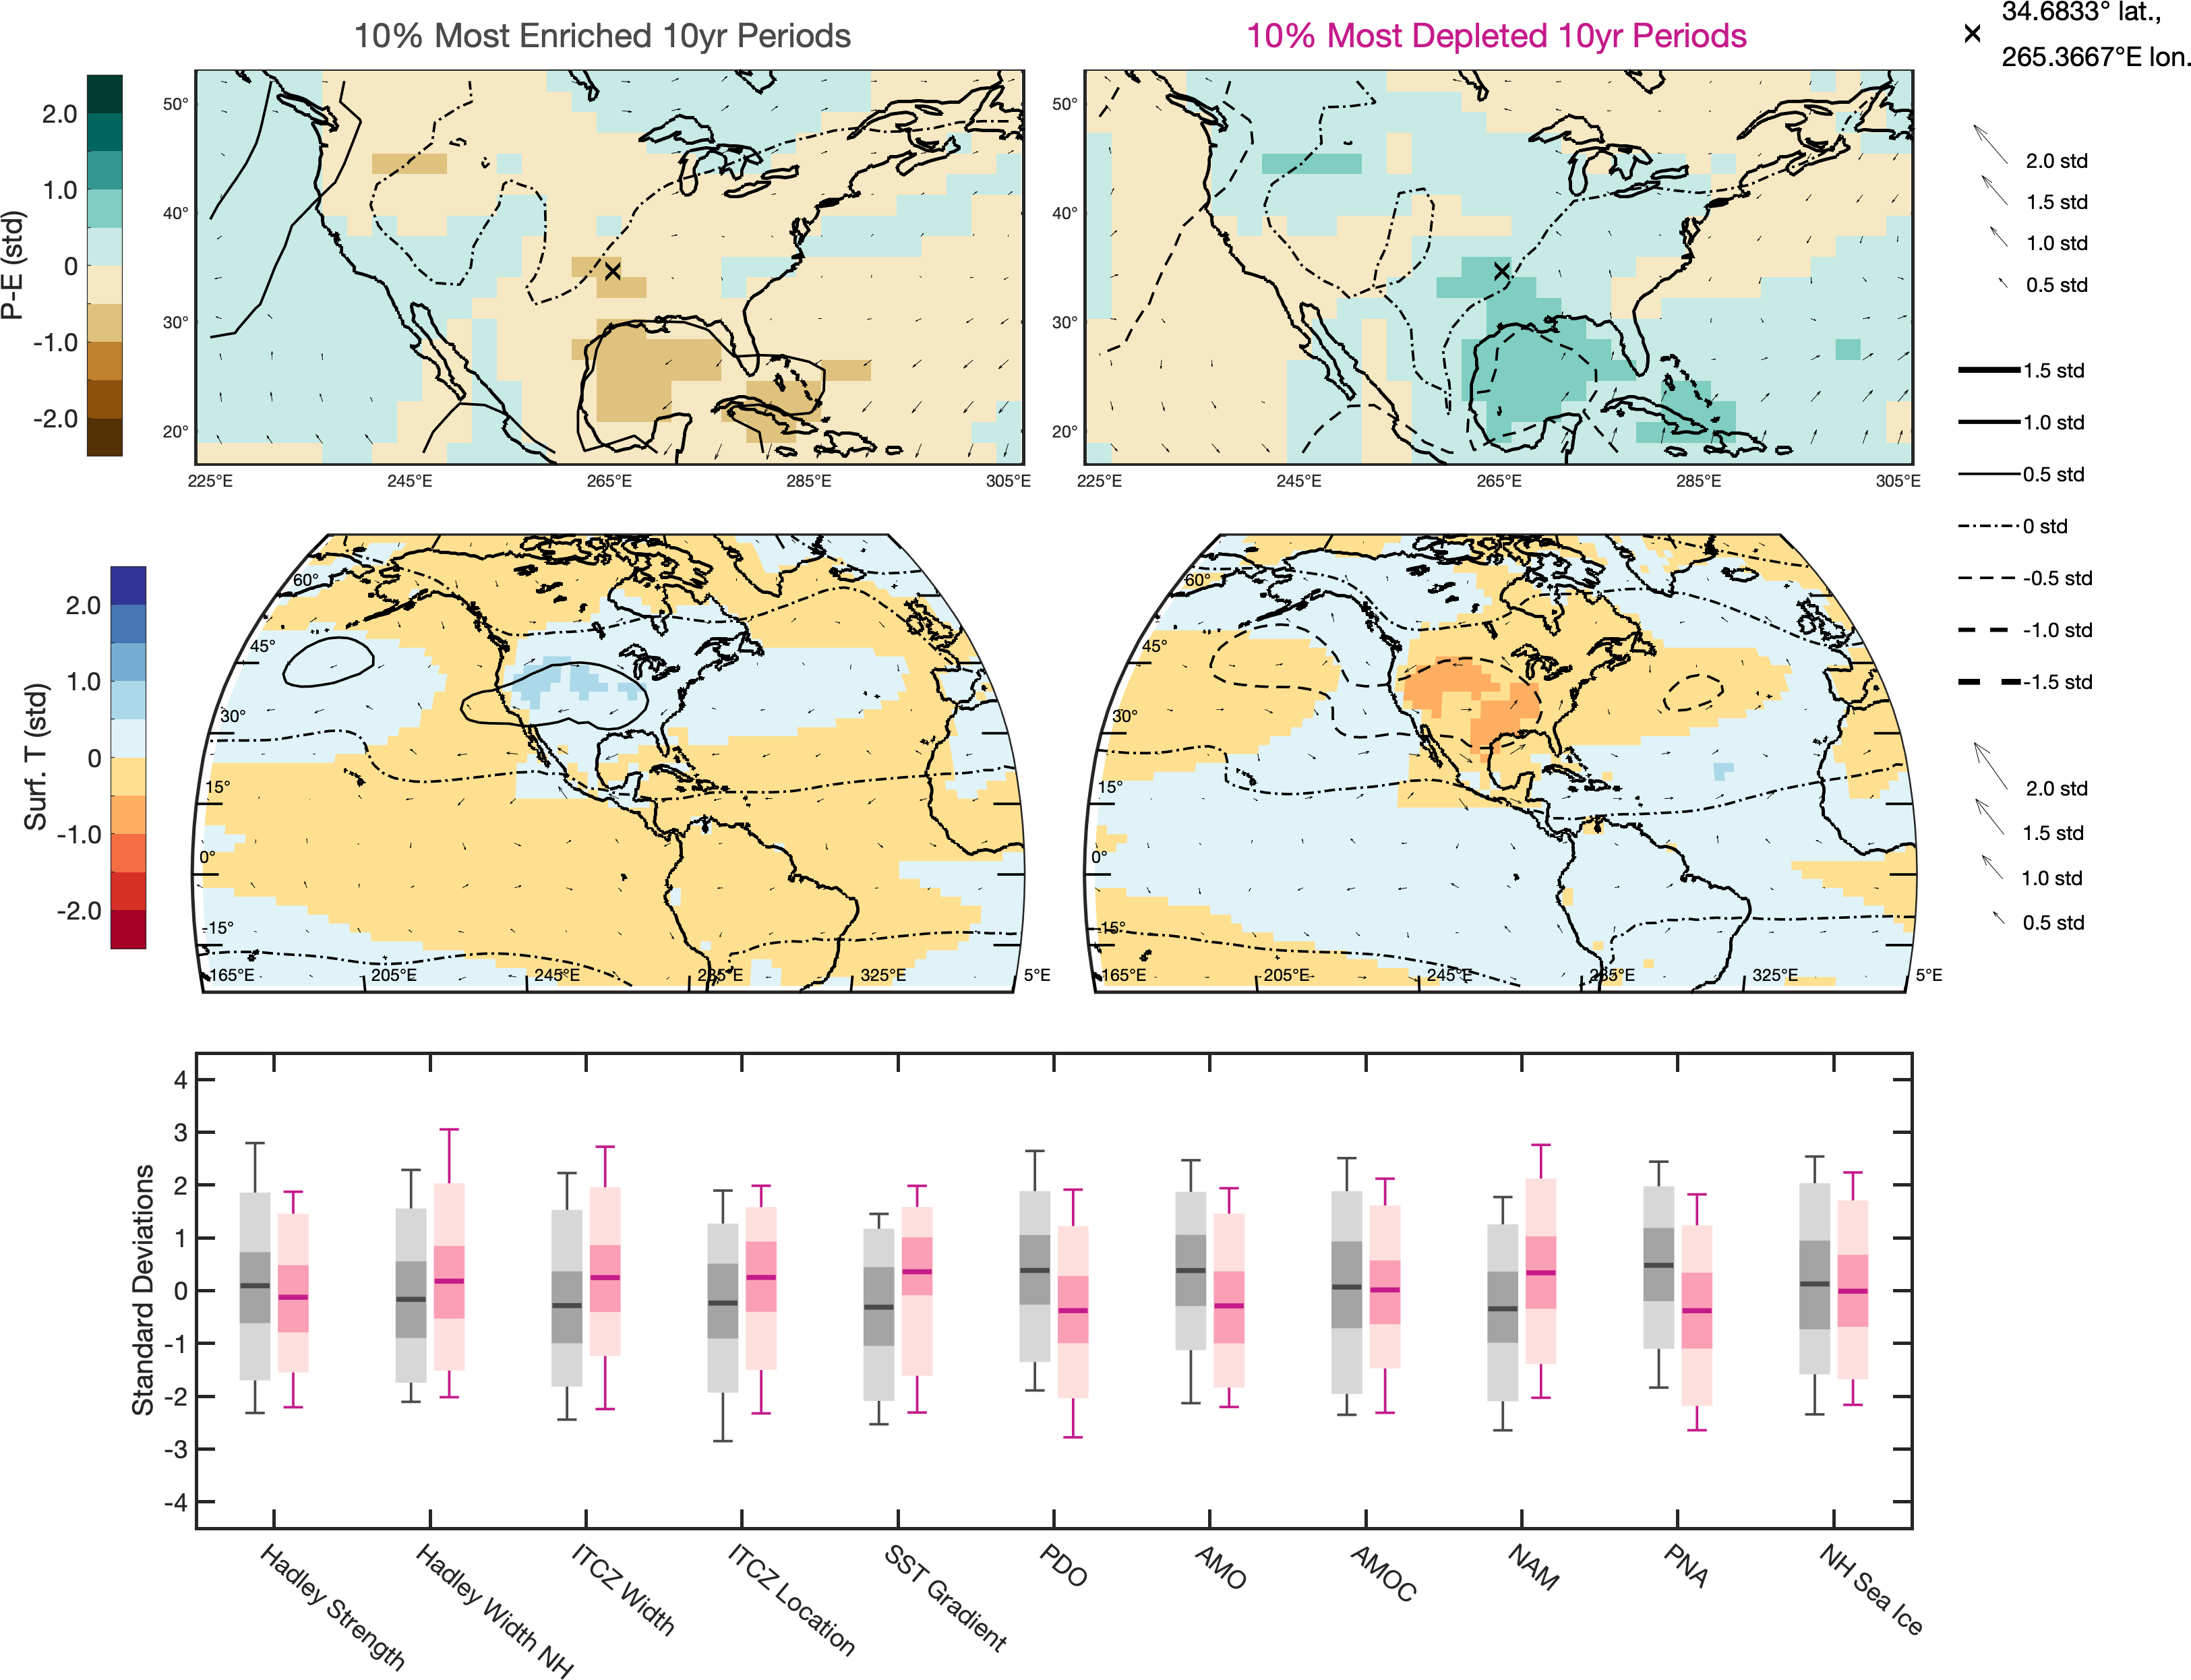 10% Most Enriched 10yr Periods
10% Most Depleted 10yr Periods
34.6833° lat.,
265.3667°E lon.
P-E (std)
2.0
1.0
0
-1.0
-2.0
50°
40°
30°
20°
225°E 245°E 265°E 285°E 305°E
50°
40°
30°
20°
225°E 245°E 265°E 285°E 305°E
2.0 std
1.5 std
1.0 std
0.5 std
1.5 std
1.0 std
0.5 std
0 std
-0.5 std
-1.0 std
-1.5 std
Surf. T (std)
2.0
1.0
0
-1.0
-2.0
60°
45°
30°
15°
0°
-15°
165°E 205°E 245°E 285°E 325°E 5°E
60°
45°
30°
15°
0°
-15°
165°E 205°E 245°E 285°E 325°E 5°E
2.0 std
1.5 std
1.0 std
0.5 std
Standard Deviations
4
3
2
1
0
-1
-2
-3
-4
Hadley Strength
Hadley Width NH
ITCZ Width
ITCZ Location
SST Gradient
PDO
AMO
AMOC
NAM
PNA
NH Sea Ice